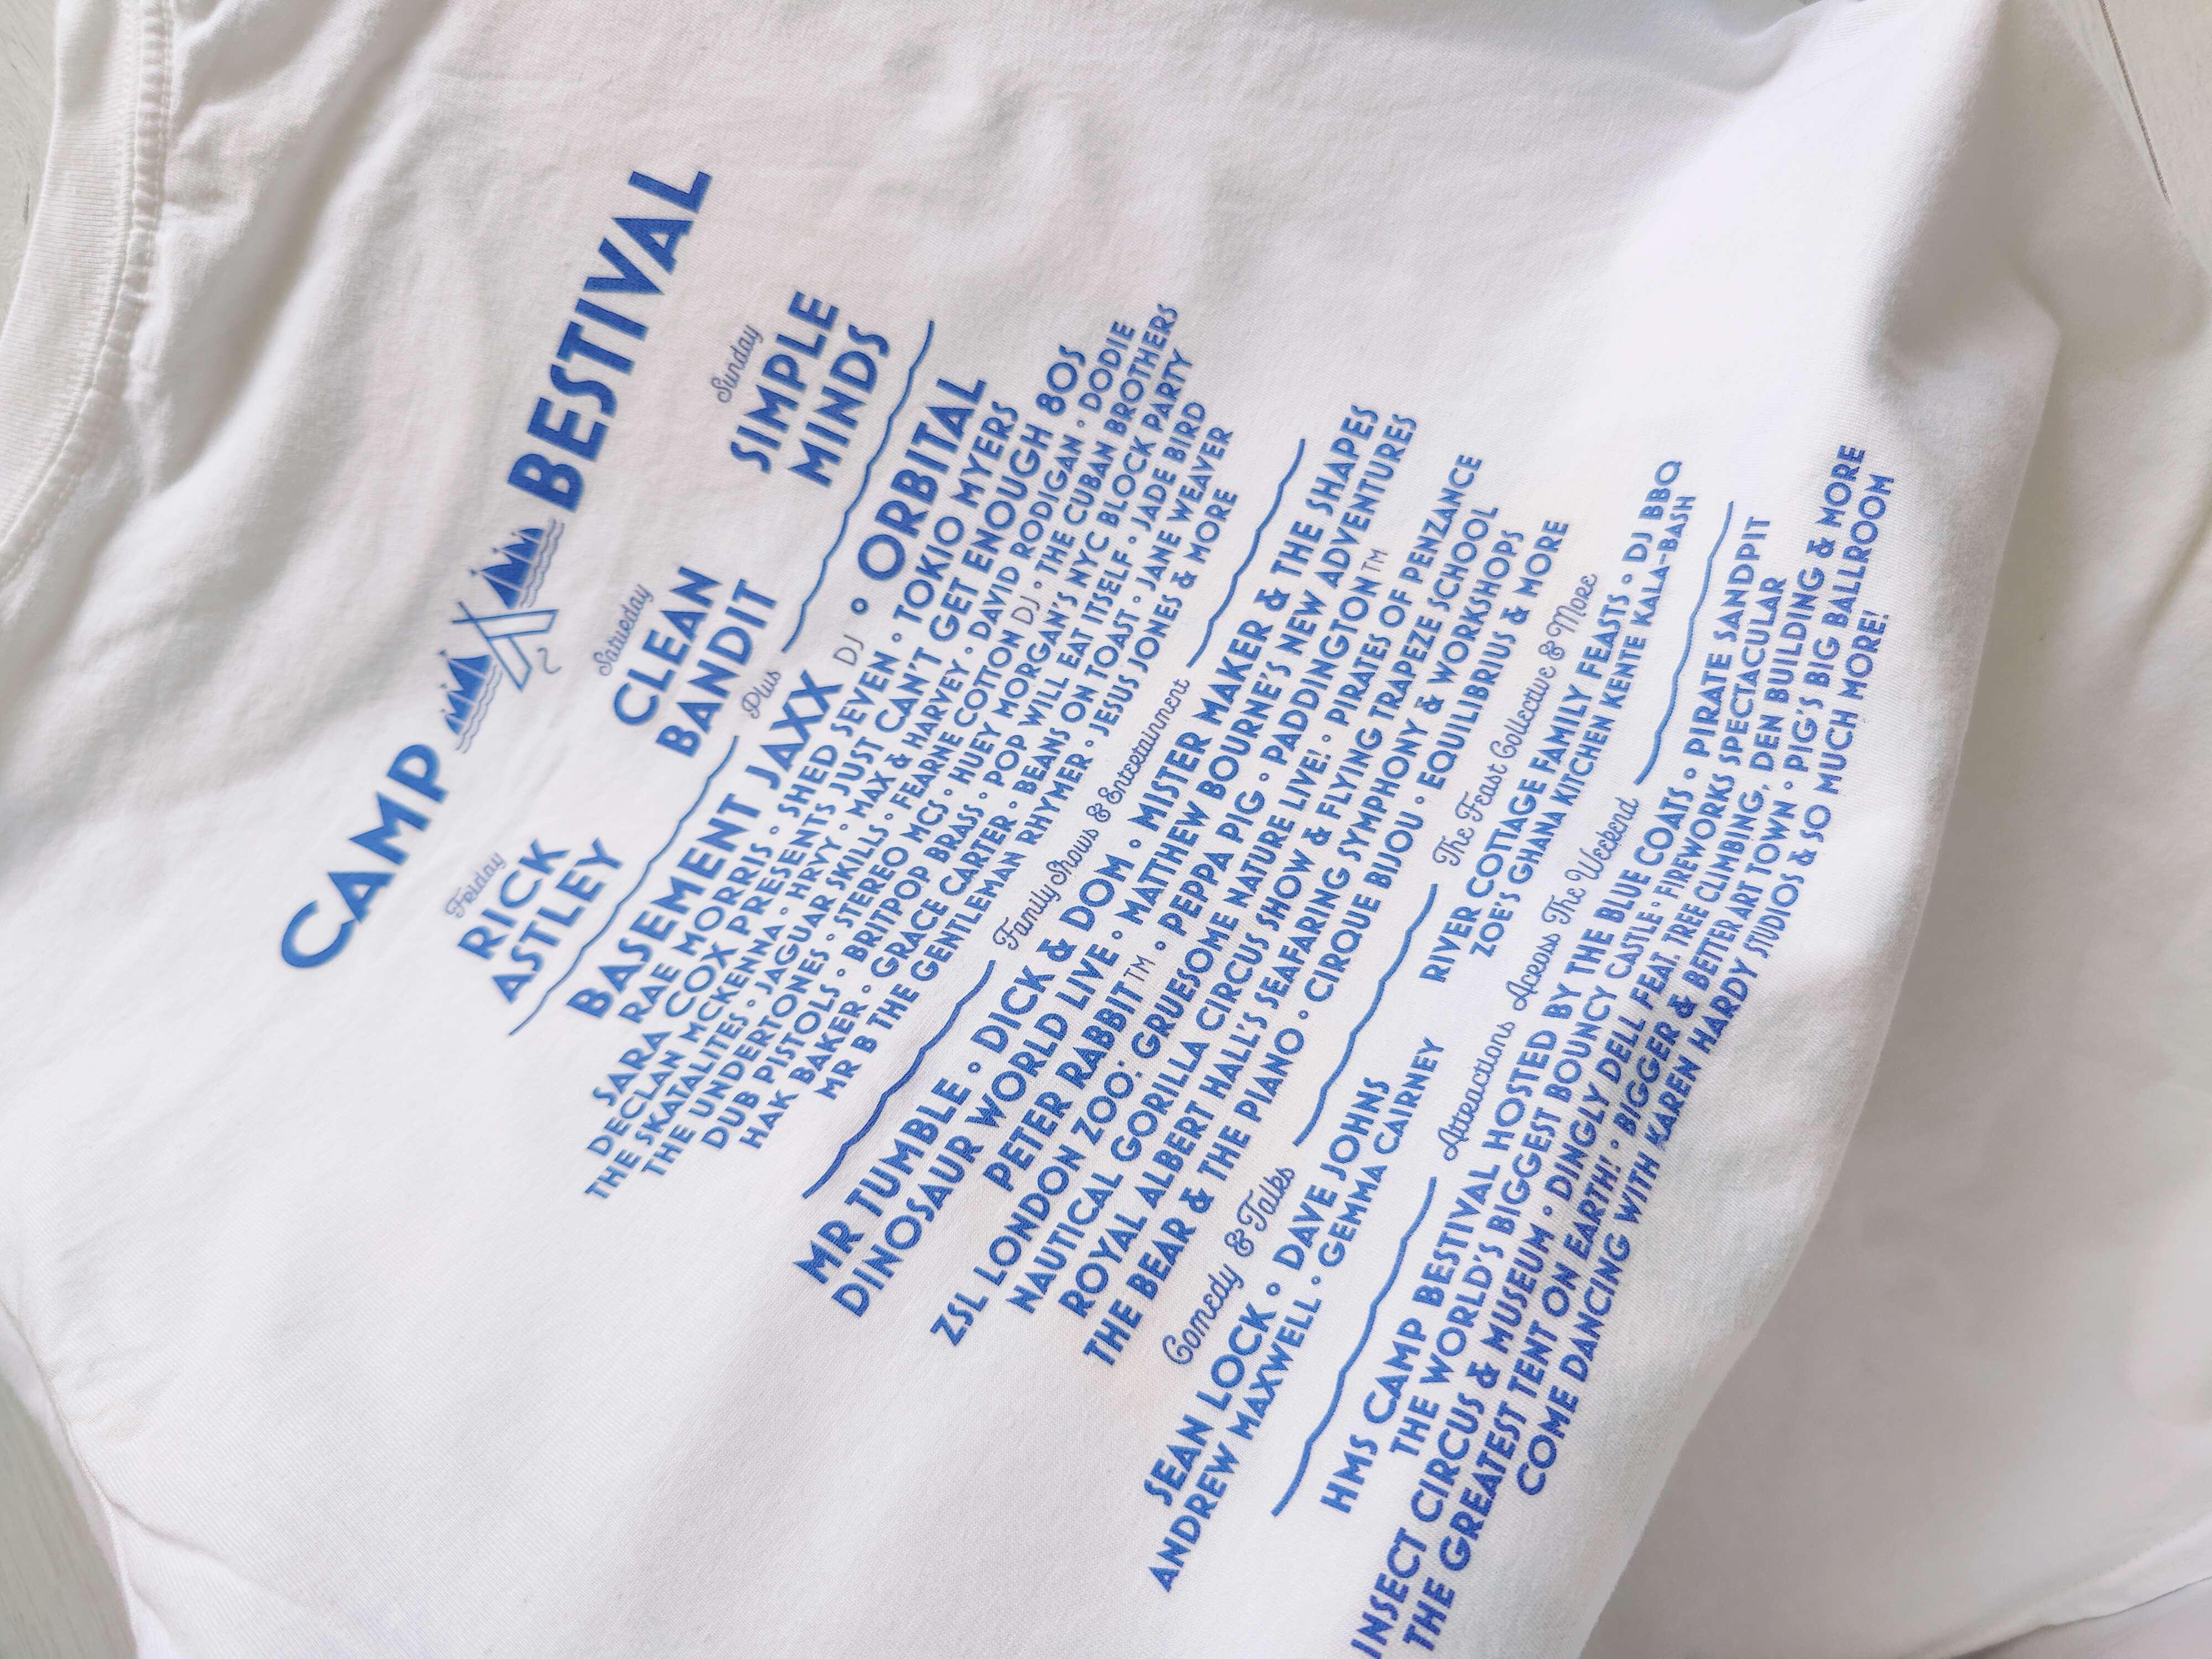 CAMP BESTIVAL
Friday
RICK
ASTLEY
Saturday
CLEAN
BANDIT
Sunday
SIMPLE
MINDS
Plus
BASEMENT JAXX DJ ∘ ORBITAL
RAE MORRIS ∘ SHED SEVEN ∘ TOKIO MYERS
SARA COX PRESENTS JUST CAN'T GET ENOUGH 80S
DECLAN MCKENNA ∘ HRVY ∘ MAX & HARVEY ∘ DAVID RODIGAN ∘ DODIE
THE SKATALITES ∘ JAGUAR SKILLS ∘ FEARNE COTTON DJ ∘ THE CUBAN BROTHERS
THE UNDERTONES ∘ STEREO MCS ∘ HUEY MORGAN'S NYC BLOCK PARTY
DUB PISTOLS ∘ BRITPOP BRASS ∘ POP WILL EAT ITSELF ∘ JADE BIRD
HAK BAKER ∘ GRACE CARTER ∘ BEANS ON TOAST ∘ JANE WEAVER
MR B THE GENTLEMAN RHYMER ∘ JESUS JONES & MORE
Family Shows & Entertainment
MR TUMBLE ∘ DICK & DOM ∘ MISTER MAKER & THE SHAPES
DINOSAUR WORLD LIVE ∘ MATTHEW BOURNE'S NEW ADVENTURES
PETER RABBIT™ ∘ PEPPA PIG ∘ PADDINGTON™
ZSL LONDON ZOO: GRUESOME NATURE LIVE! ∘ PIRATES OF PENZANCE
NAUTICAL GORILLA CIRCUS SHOW & FLYING TRAPEZE SCHOOL
ROYAL ALBERT HALL'S SEAFARING SYMPHONY & WORKSHOPS
THE BEAR & THE PIANO ∘ CIRQUE BIJOU ∘ EQUILIBRIUS & MORE
Comedy & Talks
SEAN LOCK ∘ DAVE JOHNS
ANDREW MAXWELL ∘ GEMMA CAIRNEY
The Feast Collective & More
RIVER COTTAGE FAMILY FEASTS ∘ DJ BBQ
ZOE'S GHANA KITCHEN KENTE KALA-BASH
Attractions Across The Weekend
HMS CAMP BESTIVAL HOSTED BY THE BLUE COATS ∘ PIRATE SANDPIT
THE WORLD'S BIGGEST BOUNCY CASTLE ∘ FIREWORKS SPECTACULAR
INSECT CIRCUS & MUSEUM ∘ DINGLY DELL FEAT. TREE CLIMBING, DEN BUILDING & MORE
THE GREATEST TENT ON EARTH! ∘ BIGGER & BETTER ART TOWN ∘ PIG'S BIG BALLROOM
COME DANCING WITH KAREN HARDY STUDIOS & SO MUCH MORE!